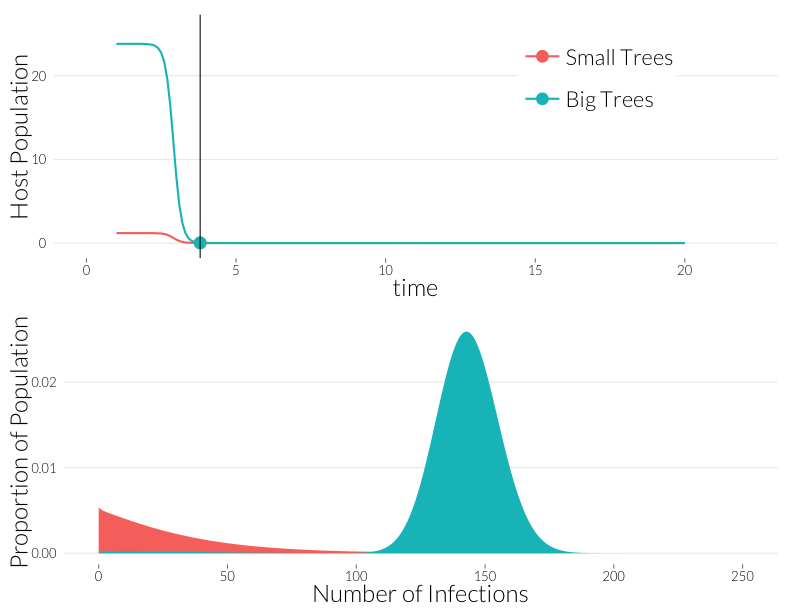 Host Population
20
10
0
Small Trees
Big Trees
0 5 10 15 20
time
Proportion of Population
0.02
0.01
0.00
0 50 100 150 200 250
Number of Infections